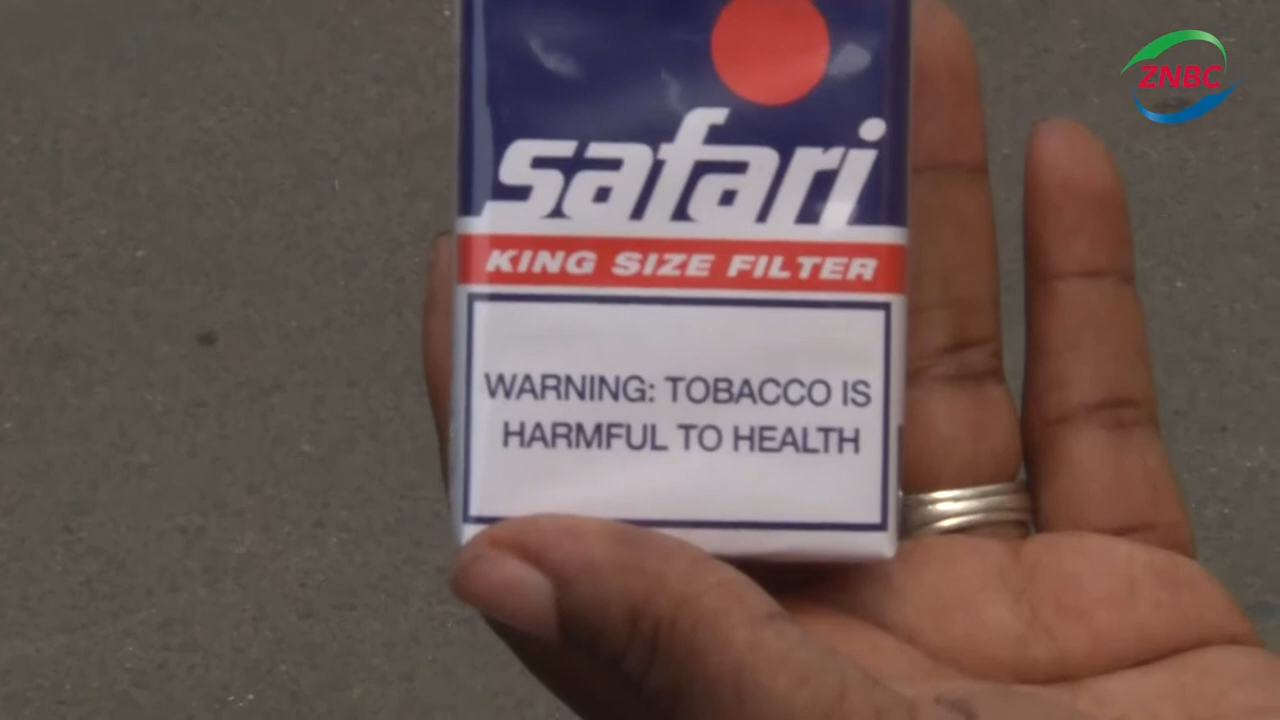 ZNBC
safari
KING SIZE FILTER
WARNING: TOBACCO IS
HARMFUL TO HEALTH